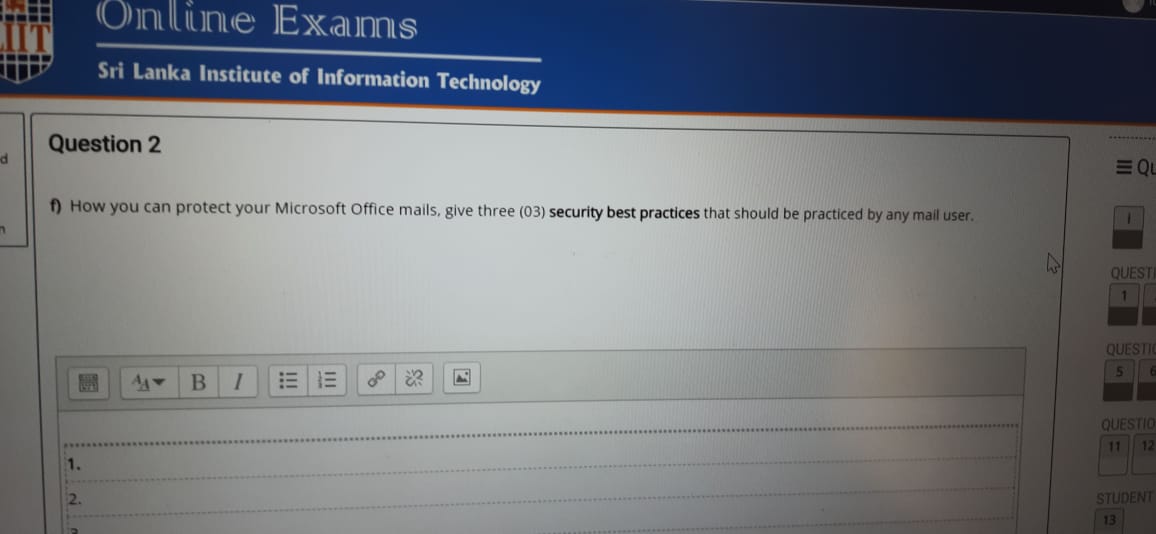 IIT
Online Exams
Sri Lanka Institute of Information Technology
d
Question 2
f) How you can protect your Microsoft Office mails, give three (03) security best practices that should be practiced by any mail user.
B I
1.
2.
Qu
i
QUESTI
1
QUESTIO
5 6
QUESTIO
11 12
STUDENT
13